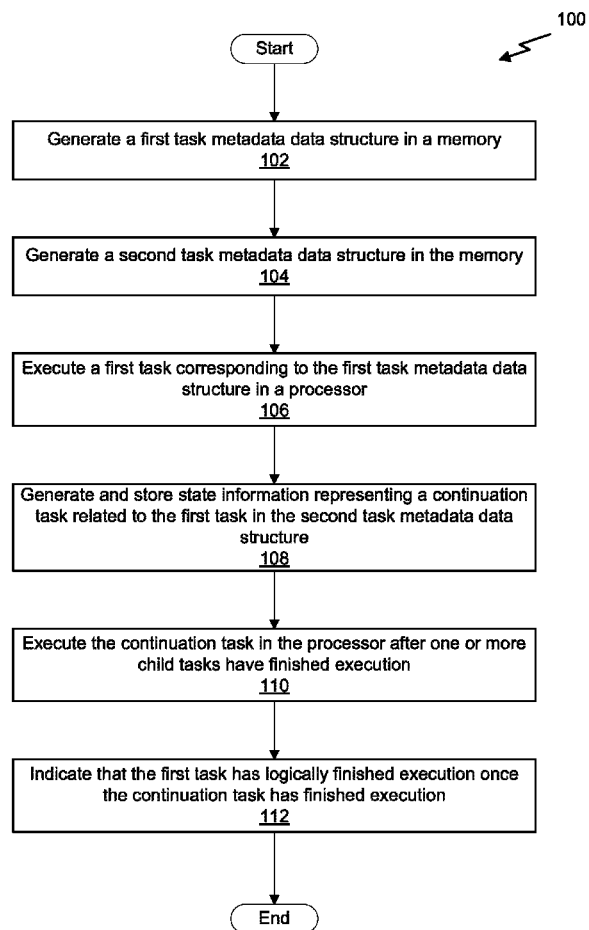 100
Start
Generate a first task metadata data structure in a memory
102
Generate a second task metadata data structure in the memory
104
Execute a first task corresponding to the first task metadata data
structure in a processor
106
Generate and store state information representing a continuation
task related to the first task in the second task metadata data
structure
108
Execute the continuation task in the processor after one or more
child tasks have finished execution
110
Indicate that the first task has logically finished execution once
the continuation task has finished execution
112
End